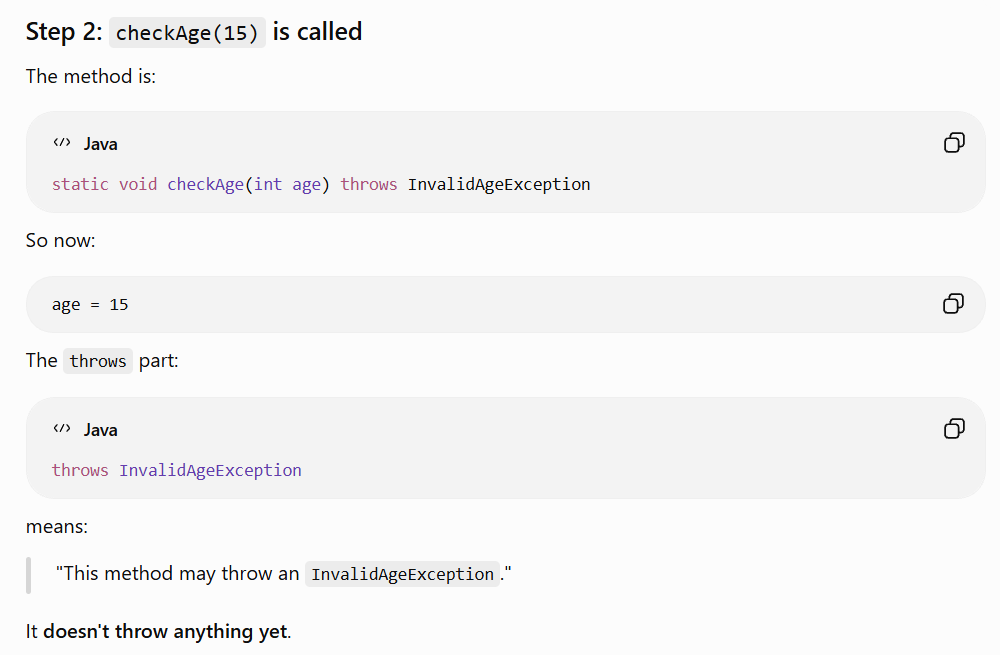 Step 2: checkAge(15) is called
The method is:
Java
static void checkAge(int age) throws InvalidAgeException
So now:
age = 15
The throws part:
Java
throws InvalidAgeException
means:
"This method may throw an InvalidAgeException."
It doesn't throw anything yet.